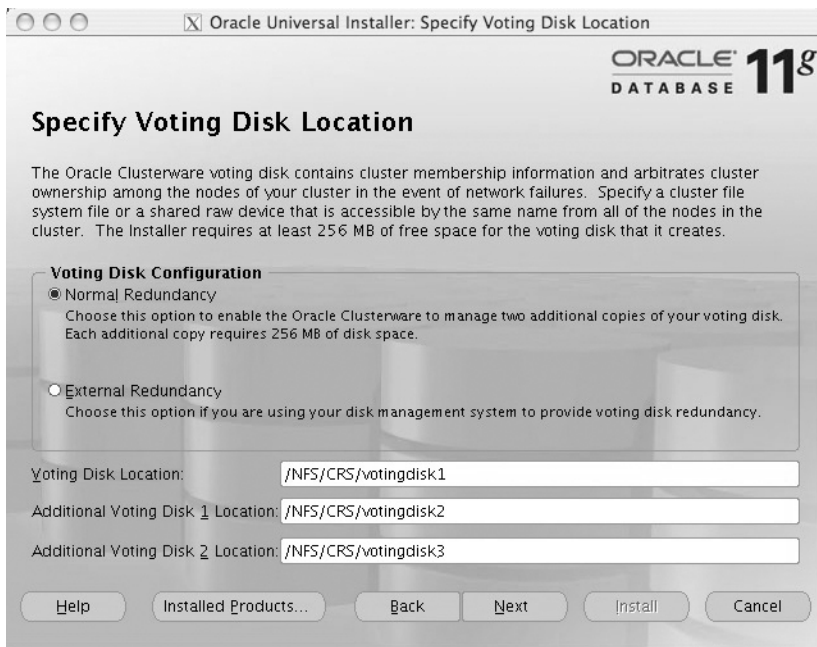 X Oracle Universal Installer: Specify Voting Disk Location
ORACLE® 11g
DATABASE
Specify Voting Disk Location
The Oracle Clusterware voting disk contains cluster membership information and arbitrates cluster
ownership among the nodes of your cluster in the event of network failures. Specify a cluster file
system file or a shared raw device that is accessible by the same name from all of the nodes in the
cluster. The Installer requires at least 256 MB of free space for the voting disk that it creates.
Voting Disk Configuration
Normal Redundancy
Choose this option to enable the Oracle Clusterware to manage two additional copies of your voting disk.
Each additional copy requires 256 MB of disk space.
External Redundancy
Choose this option if you are using your disk management system to provide voting disk redundancy.
Voting Disk Location: /NFS/CRS/votingdisk1
Additional Voting Disk 1 Location: /NFS/CRS/votingdisk2
Additional Voting Disk 2 Location: /NFS/CRS/votingdisk3
Help Installed Products... Back Next Install Cancel